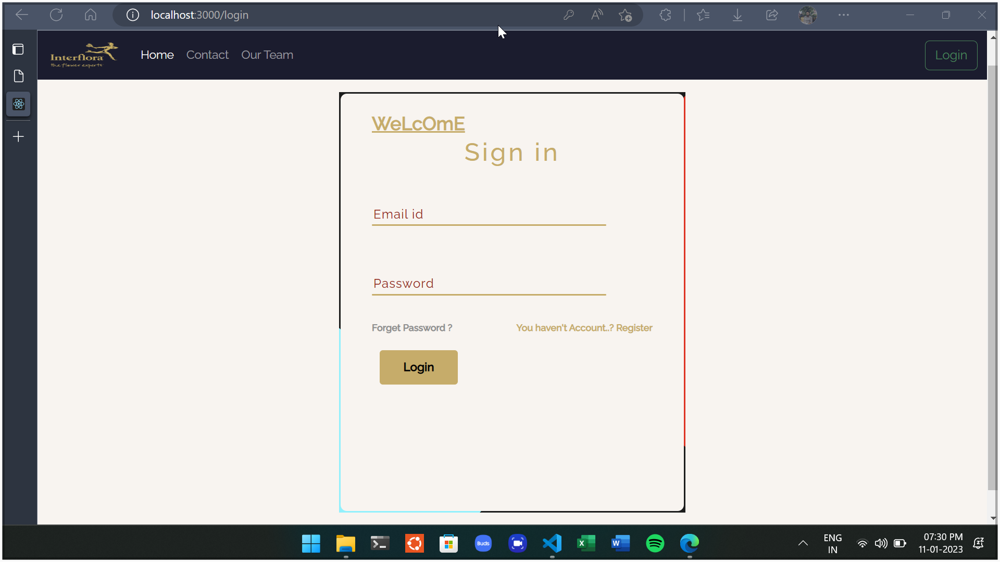 localhost:3000/login
Interflora
the flower experts
Home Contact Our Team
Login
WeLcOmE
Sign in
Email id
Password
Forget Password ? You haven't Account..? Register
Login
Buds
ENG
IN
07:30 PM
11-01-2023